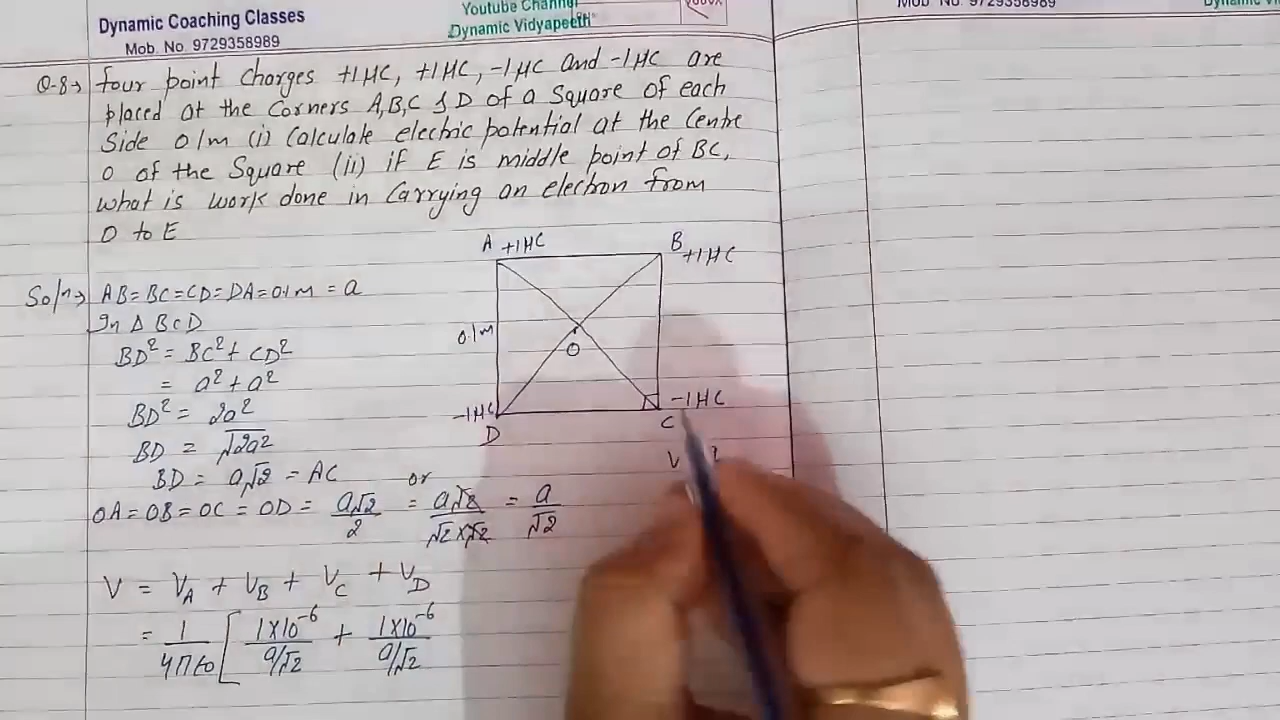 Dynamic Coaching Classes
Mob. No. 9729358989
Youtube Channel
Dynamic Vidyapeeth
Mob. No. 9729358989
Q-8→ four point charges +1μC, +1μC, -1μC and -1μC are
placed at the Corners A,B,C & D of a Square of each
Side 0.1m (i) Calculate electric potential at the Centre
O of the Square (ii) if E is middle point of BC,
what is work done in Carrying an electron from
O to E
Soln→ AB=BC=CD=DA=0.1m = a
In Δ BCD
BD² = BC² + CD²
= a² + a²
BD² = 2a²
BD = √2a²
BD = a√2 = AC
OA = OB = OC = OD = a√2/2 or = a√2/√2×√2 = a/√2
V = V_A + V_B + V_C + V_D
= 1/4πε0 [ 1×10⁻⁶/a/√2 + 1×10⁻⁶/a/√2
A +1μC
B +1μC
0.1m
O
-1μC
D
-1μC
C
V